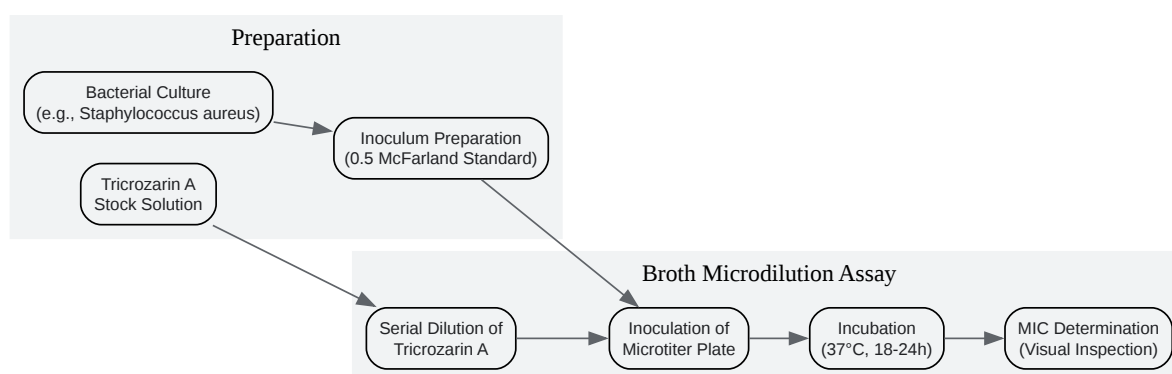 Preparation
Bacterial Culture
(e.g., Staphylococcus aureus)
Inoculum Preparation
(0.5 McFarland Standard)
Tricrozarin A
Stock Solution
Broth Microdilution Assay
Serial Dilution of
Tricrozarin A
Inoculation of
Microtiter Plate
Incubation
(37°C, 18-24h)
MIC Determination
(Visual Inspection)